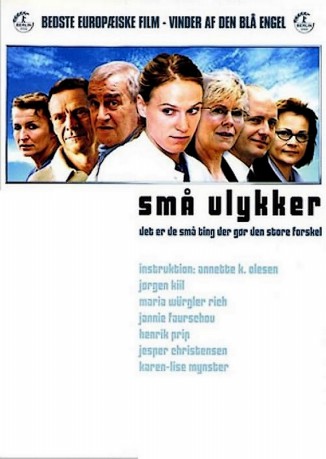 BEDSTE EUROPÆISKE FILM - VINDER AF DEN BLÅ ENGEL
små ulykker
det er de små ting der gør den store forskel
instruktion: annette k. olesen
jørgen kiil
maria würgler rich
jannie faurschou
henrik prip
jesper christensen
karen-lise mynster